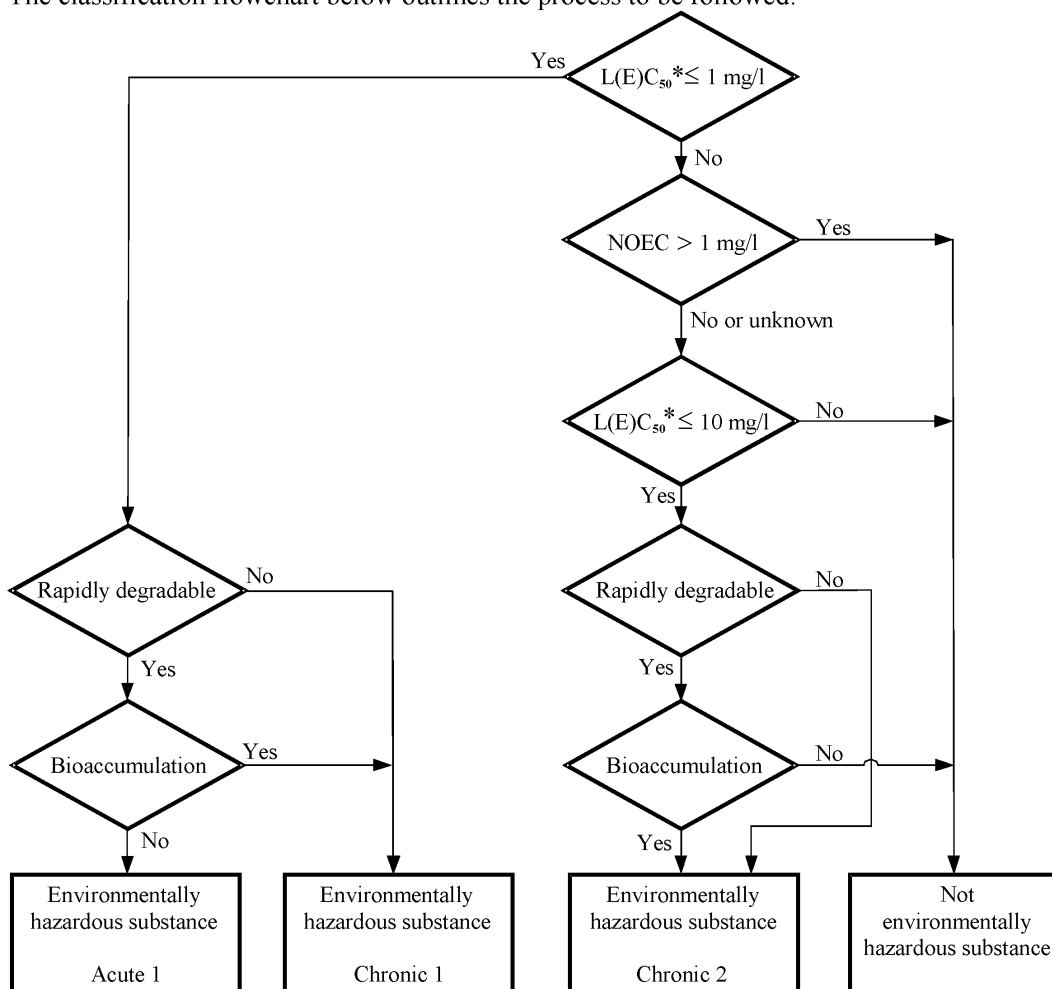 The classification flowchart below outlines the process to be followed:
L(E)C₅₀*≤ 1 mg/l
Yes
No
NOEC > 1 mg/l
Yes
No or unknown
L(E)C₅₀*≤ 10 mg/l
No
Yes
Rapidly degradable
No
Yes
Rapidly degradable
No
Yes
Bioaccumulation
Yes
No
Bioaccumulation
No
Yes
Environmentally
hazardous substance
Acute 1
Environmentally
hazardous substance
Chronic 1
Environmentally
hazardous substance
Chronic 2
Not
environmentally
hazardous substance